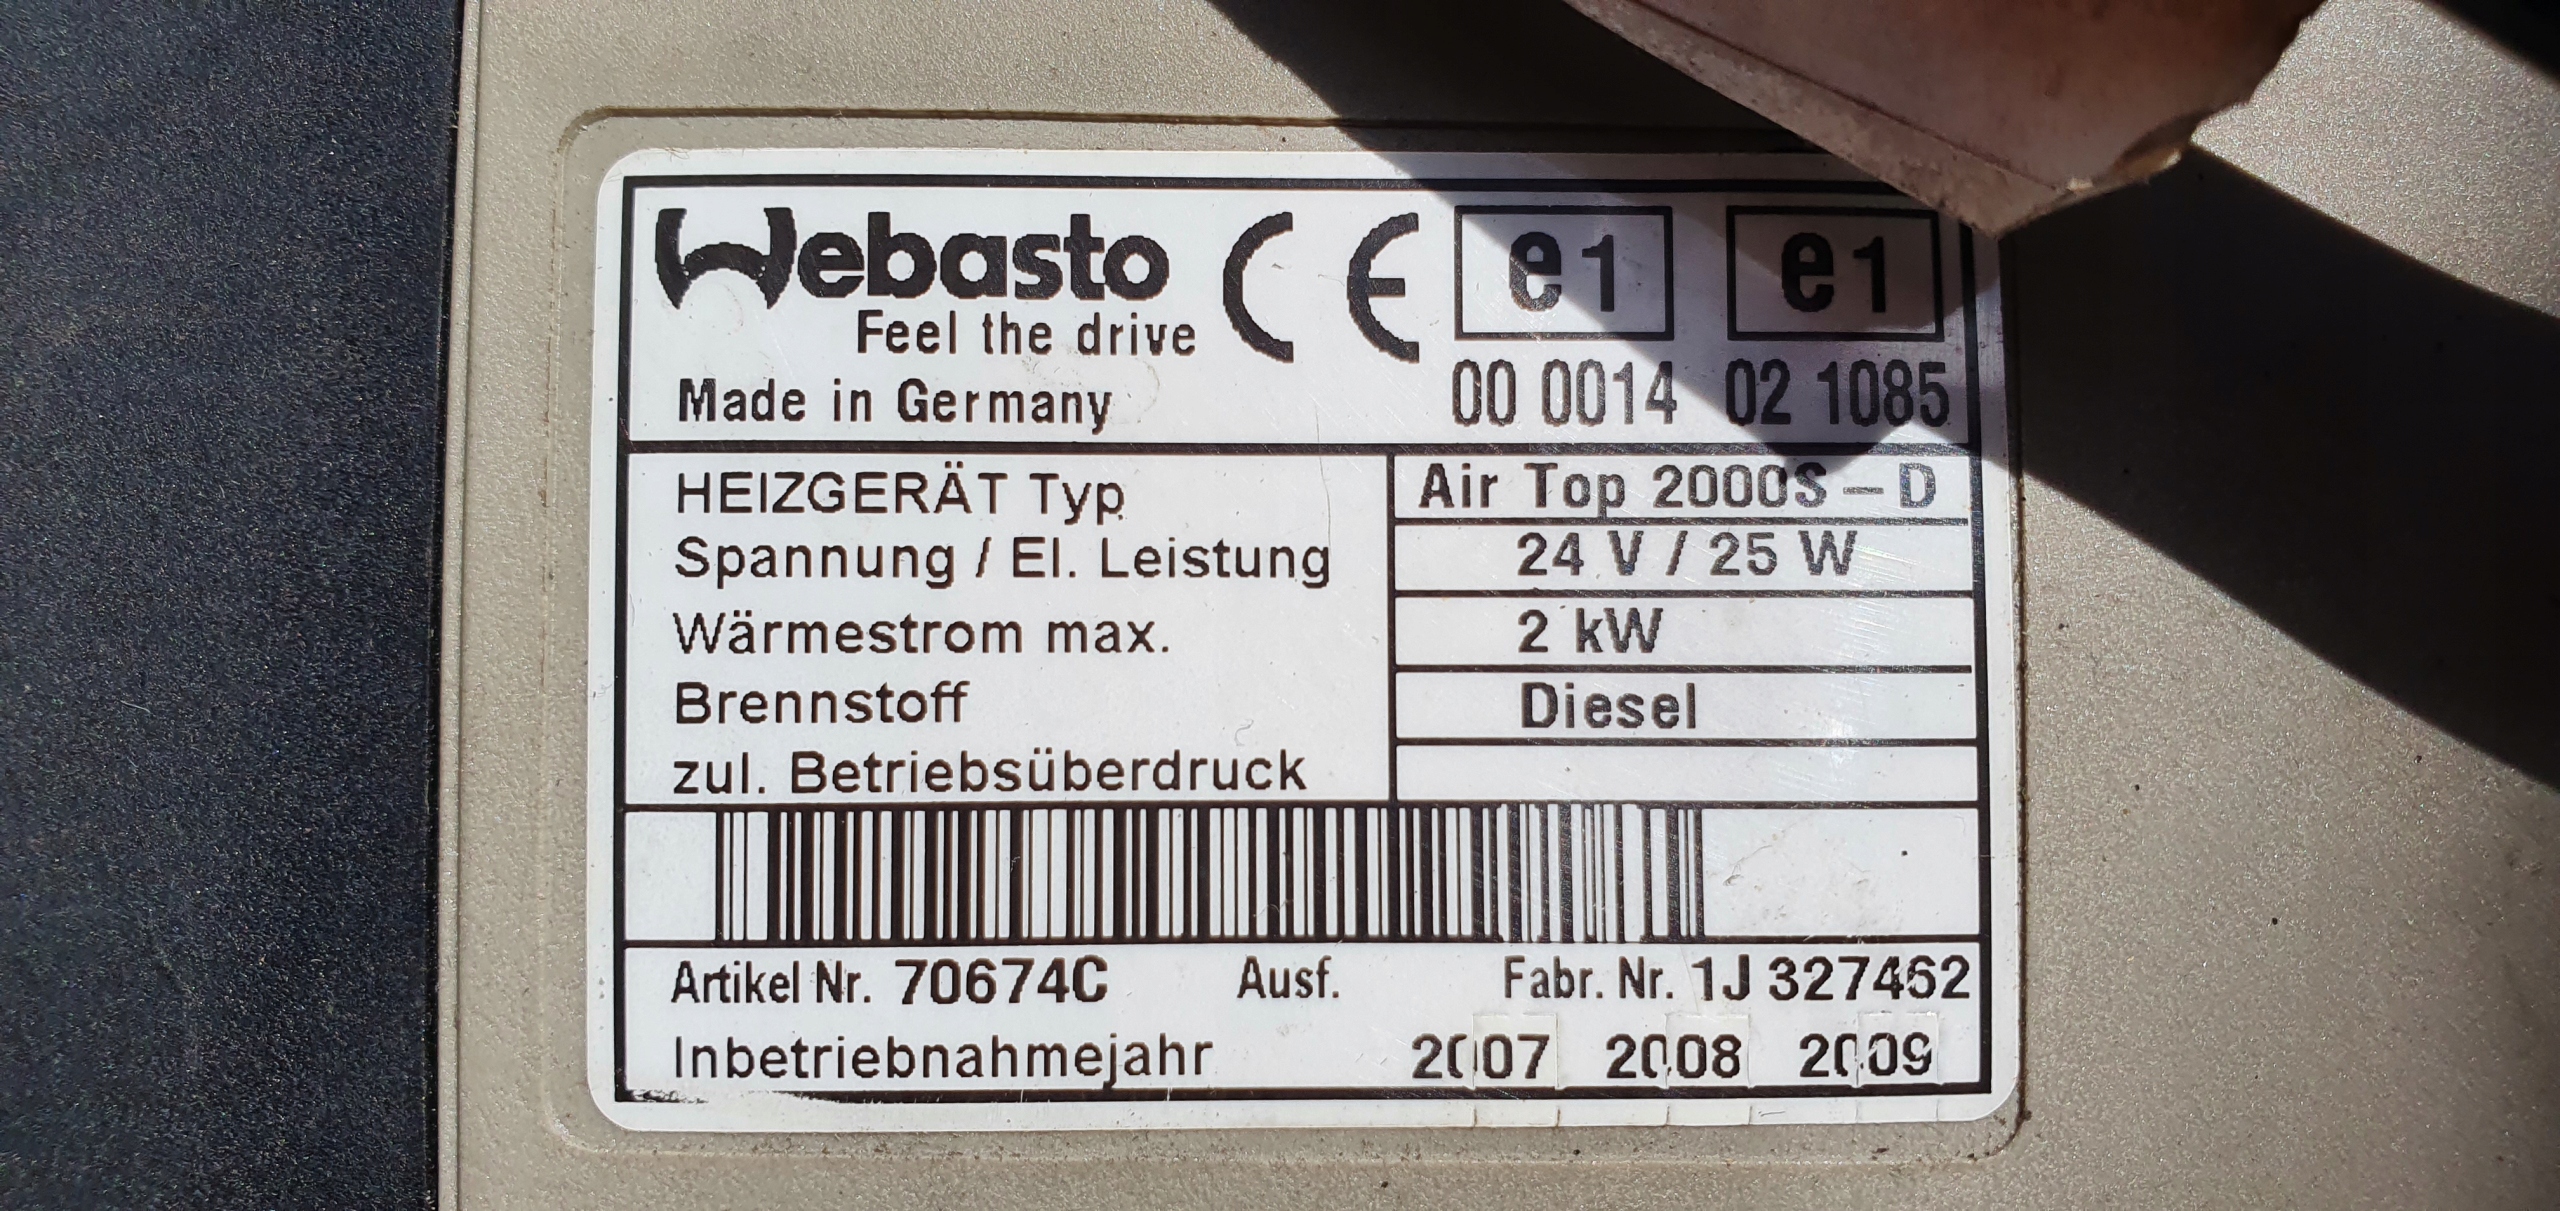 Webasto CE e1 e1
Feel the drive
Made in Germany 00 0014 02 1085
HEIZGERÄT Typ Air Top 2000S - D
Spannung / El. Leistung 24 V / 25 W
Wärmestrom max. 2 kW
Brennstoff Diesel
zul. Betriebsüberdruck
Artikel Nr. 70674C Ausf. Fabr. Nr. 1J 327462
Inbetriebnahmejahr 2007 2008 2009